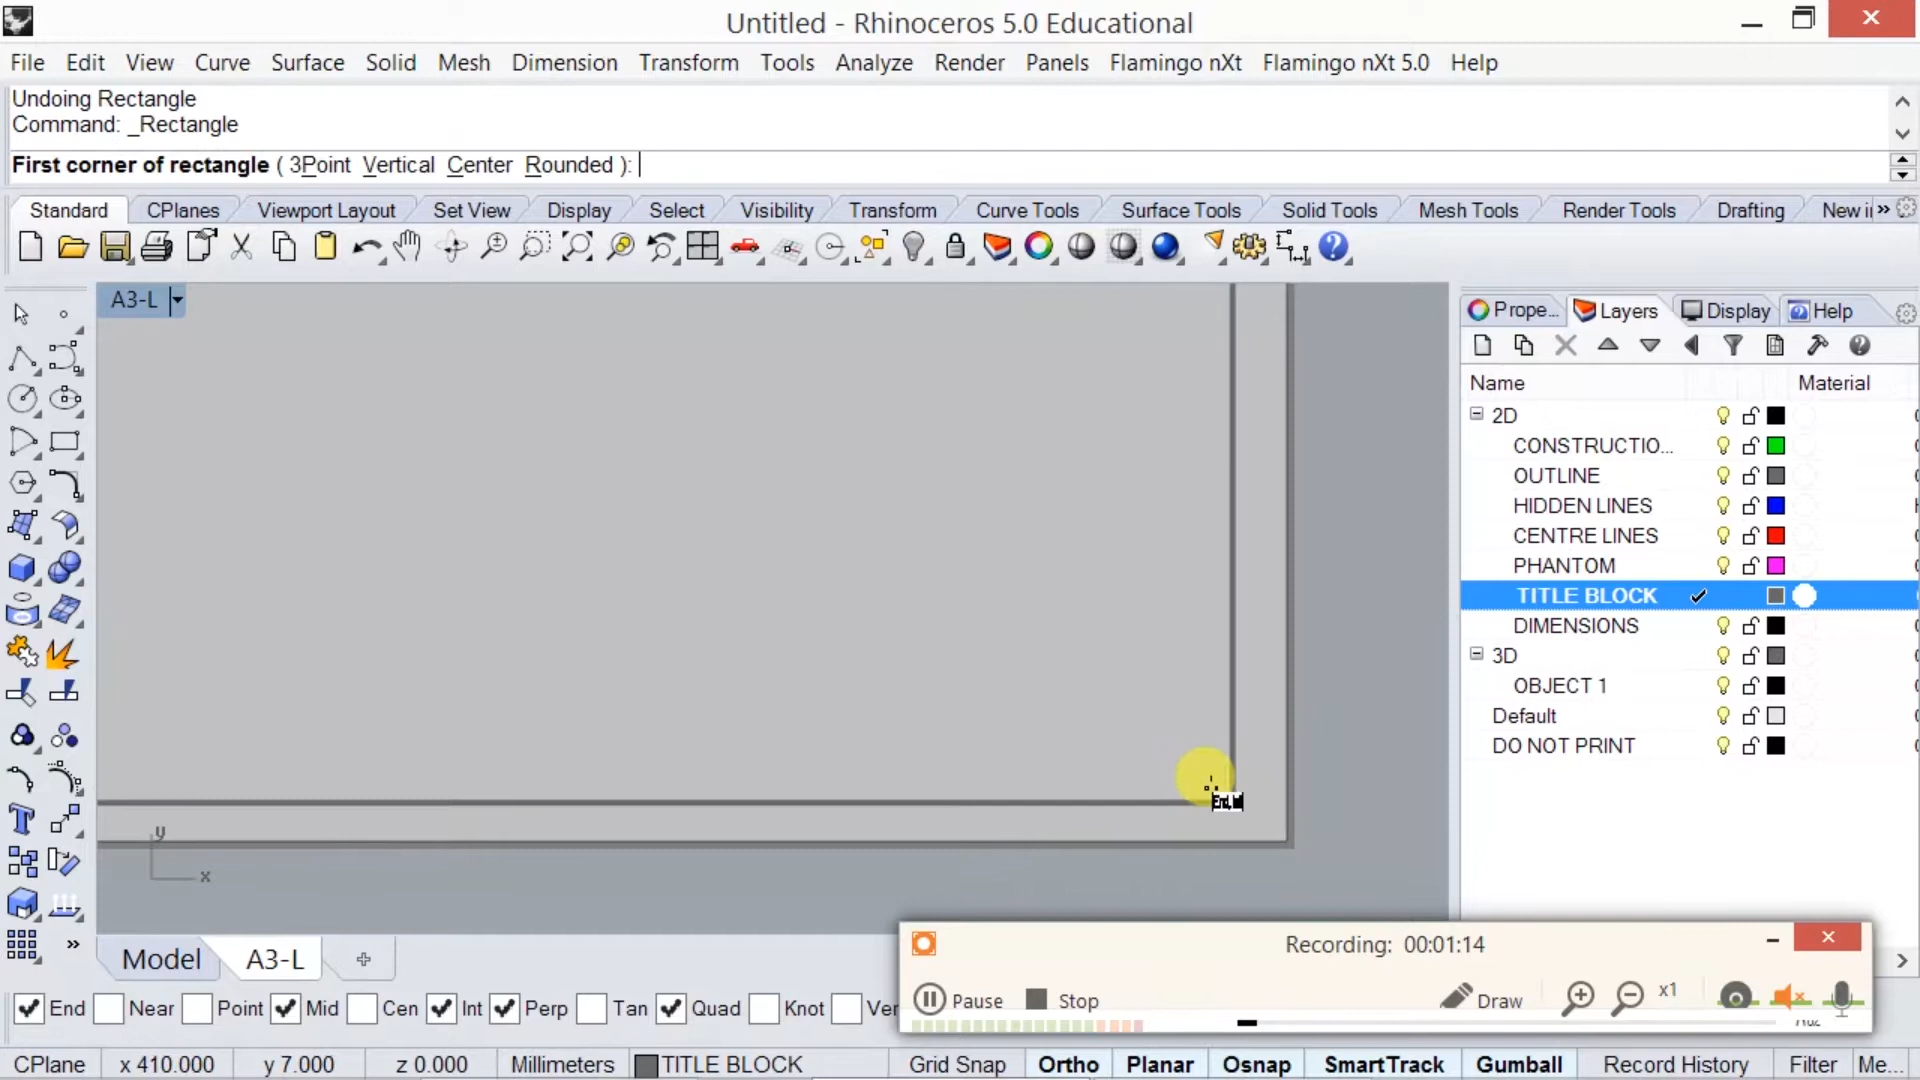 Untitled - Rhinoceros 5.0 Educational
File Edit View Curve Surface Solid Mesh Dimension Transform Tools Analyze Render Panels Flamingo nXt Flamingo nXt 5.0 Help
Undoing Rectangle
Command: _Rectangle
First corner of rectangle ( 3Point Vertical Center Rounded ):
Standard CPlanes Viewport Layout Set View Display Select Visibility Transform Curve Tools Surface Tools Solid Tools Mesh Tools Render Tools Drafting New i
A3-L
Prope... Layers Display Help
Name Material
2D
CONSTRUCTIO...
OUTLINE
HIDDEN LINES
CENTRE LINES
PHANTOM
TITLE BLOCK
DIMENSIONS
3D
OBJECT 1
Default
DO NOT PRINT
y
x
Model A3-L
Recording: 00:01:14
Pause Stop Draw x1
End Near Point Mid Cen Int Perp Tan Quad Knot Ver
CPlane x 410.000 y 7.000 z 0.000 Millimeters TITLE BLOCK Grid Snap Ortho Planar Osnap SmartTrack Gumball Record History Filter Me...